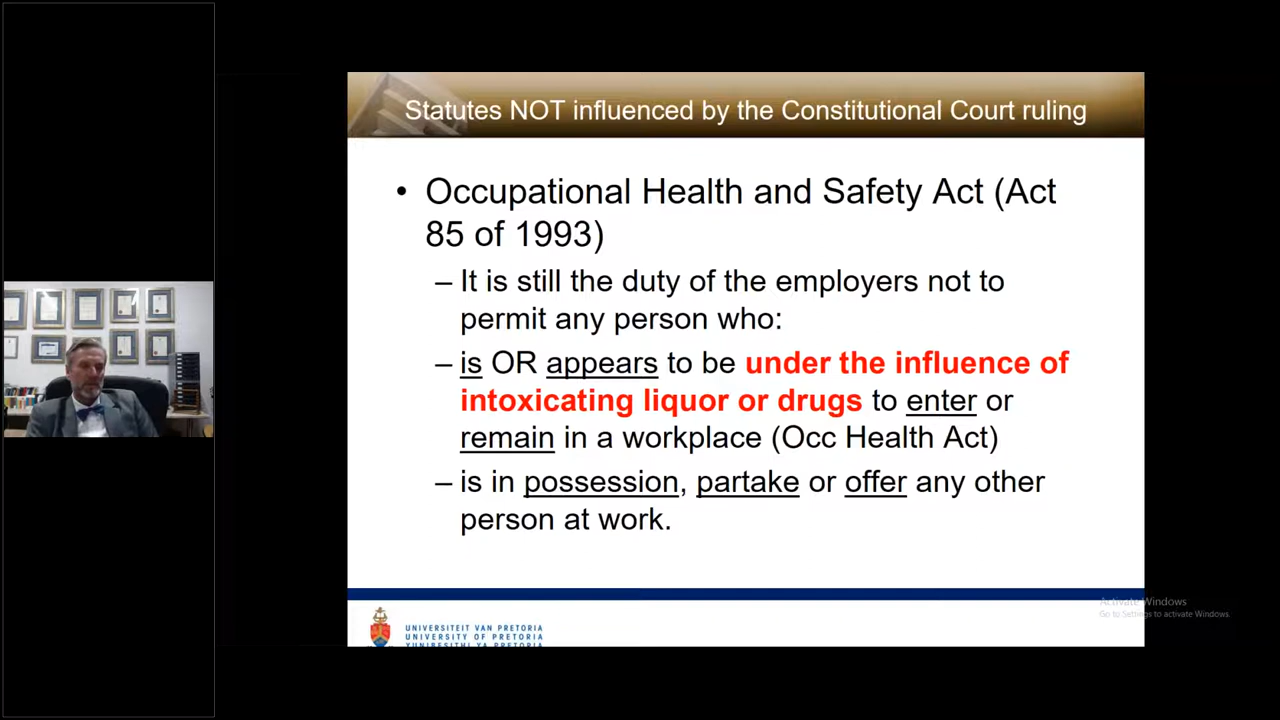 Statutes NOT influenced by the Constitutional Court ruling
• Occupational Health and Safety Act (Act
85 of 1993)
– It is still the duty of the employers not to
permit any person who:
– is OR appears to be under the influence of
intoxicating liquor or drugs to enter or
remain in a workplace (Occ Health Act)
– is in possession, partake or offer any other
person at work.
Activate Windows
Go to Settings to activate Windows.
UNIVERSITEIT VAN PRETORIA
UNIVERSITY OF PRETORIA
YUNIBESITHI YA PRETORIA